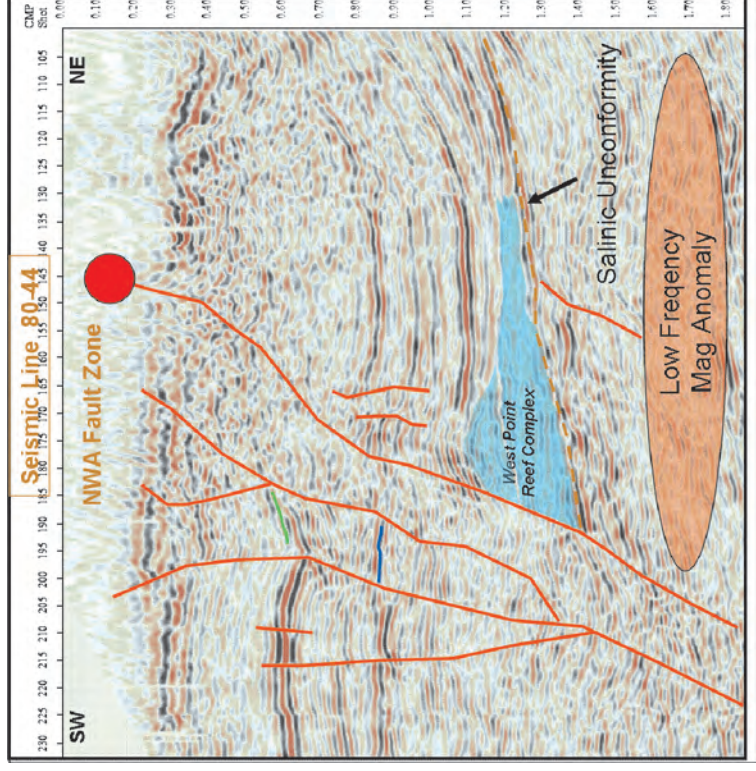 Seismic Line 80-44
CMP
Shot
230 225 220 215 210 205 200 195 190 185 180 175 170 165 160 155 150 145 140 135 130 125 120 115 110 105
0.00
0.10
0.20
0.30
0.40
0.50
0.60
0.70
0.80
0.90
1.00
1.10
1.20
1.30
1.40
1.50
1.60
1.70
1.80
SW
NWA Fault Zone
NE
West Point
Reef Complex
Salinic Unconformity
Low Freqency
Mag Anomaly